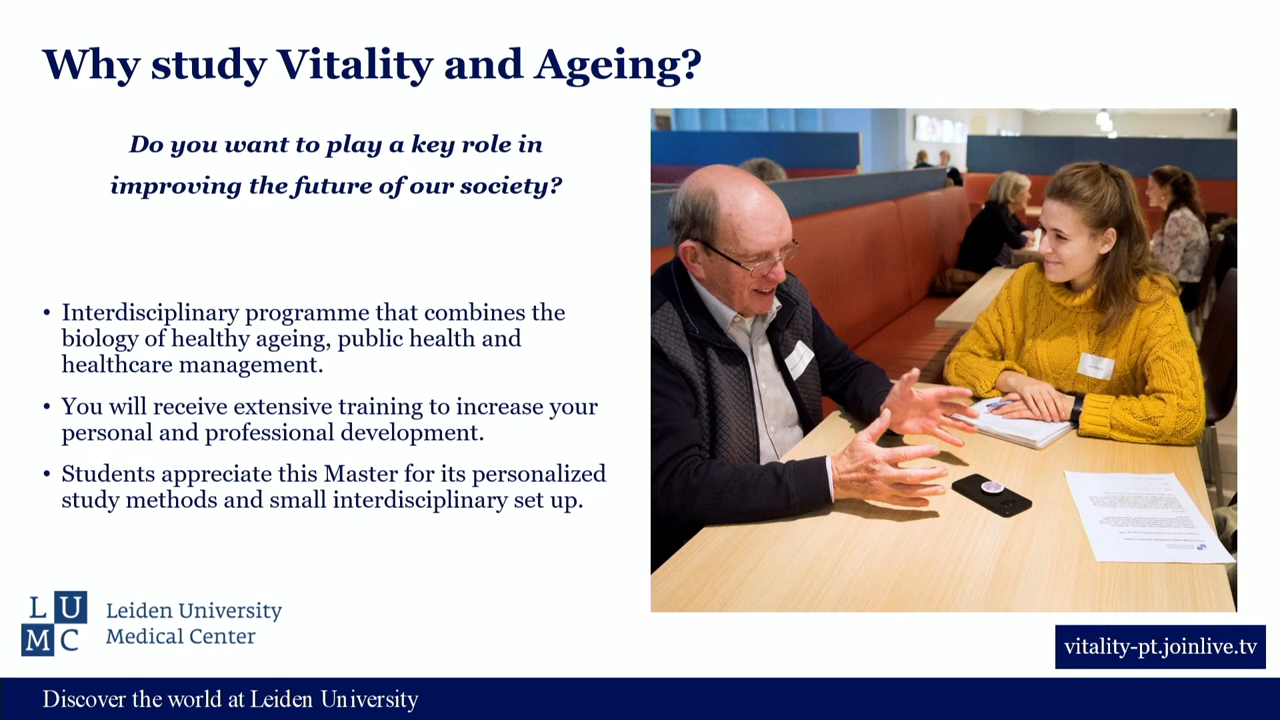 Why study Vitality and Ageing?
Do you want to play a key role in
improving the future of our society?
• Interdisciplinary programme that combines the
biology of healthy ageing, public health and
healthcare management.
• You will receive extensive training to increase your
personal and professional development.
• Students appreciate this Master for its personalized
study methods and small interdisciplinary set up.
L U
M C
Leiden University
Medical Center
vitality-pt.joinlive.tv
Discover the world at Leiden University